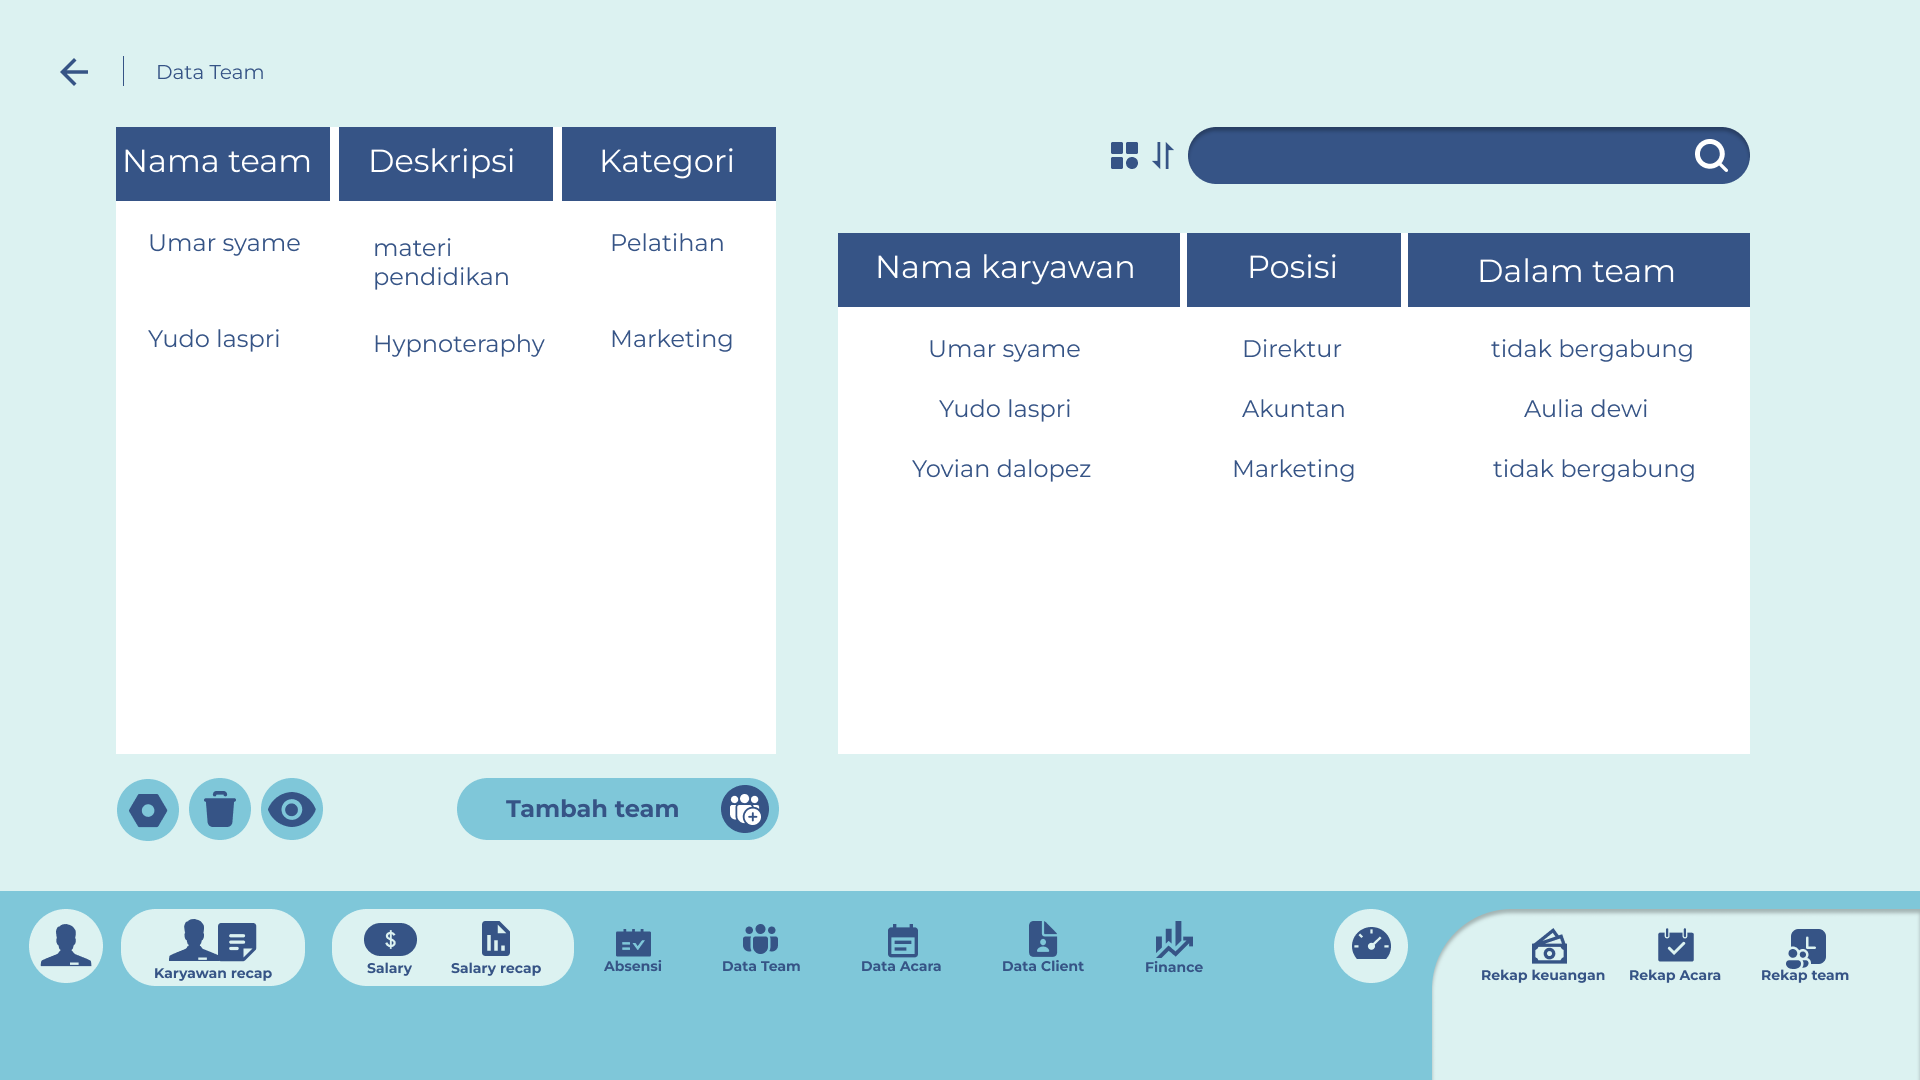 Data Team
Nama team
Deskripsi
Kategori
Umar syame
materi
pendidikan
Pelatihan
Yudo laspri
Hypnoteraphy
Marketing
Nama karyawan
Posisi
Dalam team
Umar syame
Direktur
tidak bergabung
Yudo laspri
Akuntan
Aulia dewi
Yovian dalopez
Marketing
tidak bergabung
Tambah team
Karyawan recap
$
Salary
Salary recap
Absensi
Data Team
Data Acara
Data Client
Finance
Rekap keuangan
Rekap Acara
Rekap team